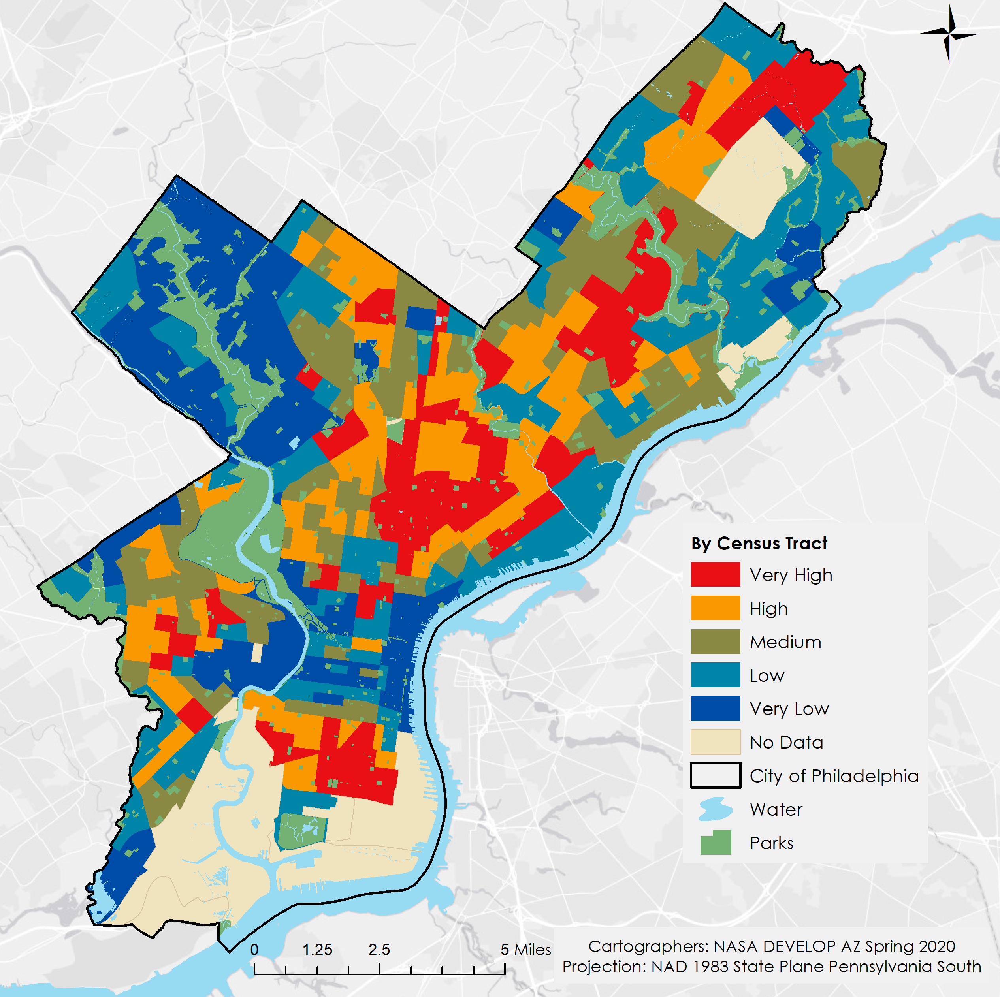 By Census Tract
Very High
High
Medium
Low
Very Low
No Data
City of Philadelphia
Water
Parks
0 1.25 2.5 5 Miles
Cartographers: NASA DEVELOP AZ Spring 2020
Projection: NAD 1983 State Plane Pennsylvania South